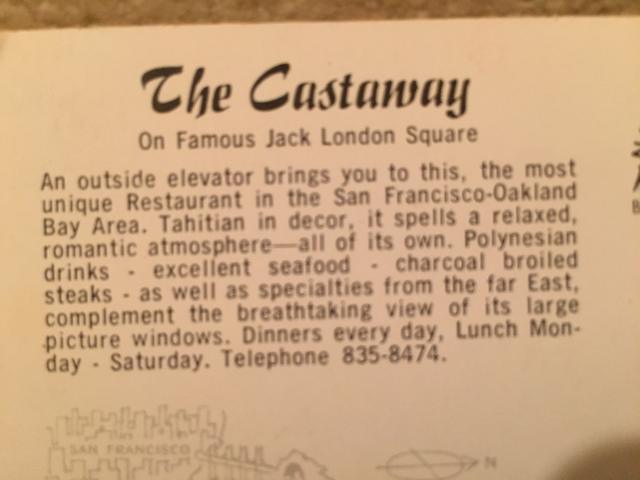 The Castaway
On Famous Jack London Square
An outside elevator brings you to this, the most
unique Restaurant in the San Francisco-Oakland
Bay Area. Tahitian in decor, it spells a relaxed,
romantic atmosphere—all of its own. Polynesian
drinks - excellent seafood - charcoal broiled
steaks - as well as specialties from the far East,
complement the breathtaking view of its large
picture windows. Dinners every day, Lunch Mon-
day - Saturday. Telephone 835-8474.
SAN FRANCISCO
N